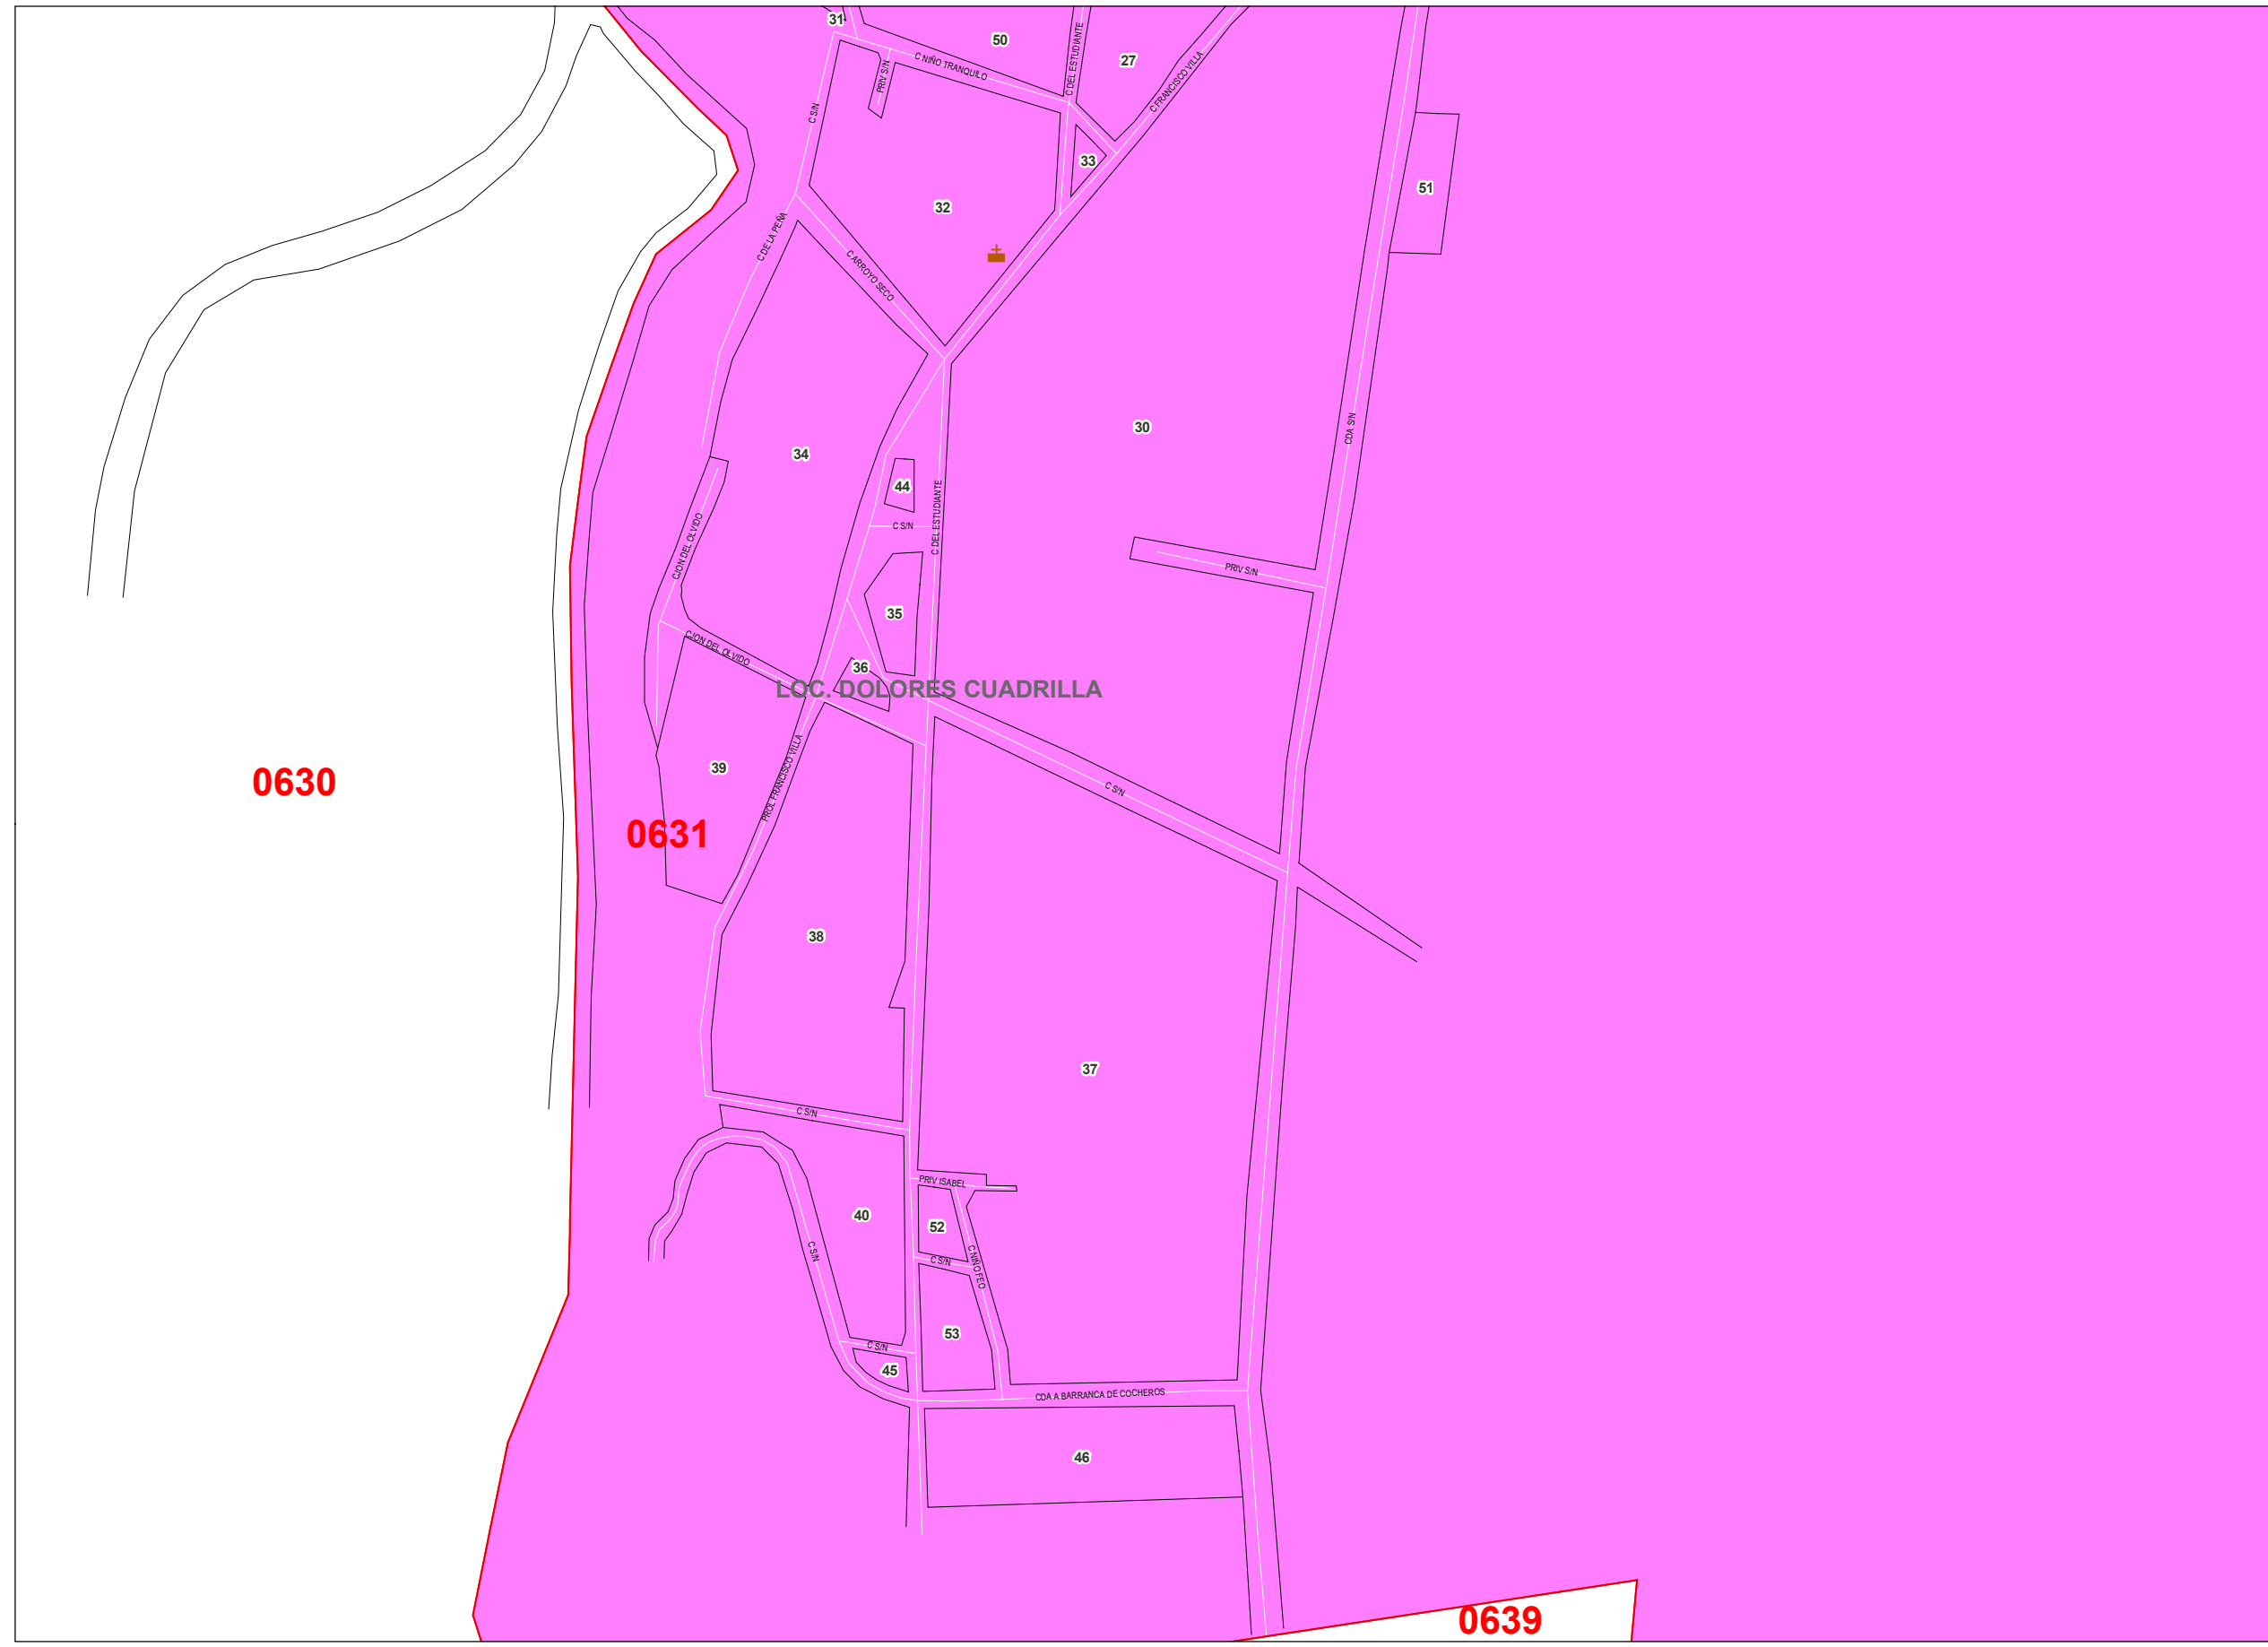 31
50
C DEL ESTUDIANTE
27
C NIÑO TRANQUILO
PRIV S/N
C FRANCISCO VILLA
C S/N
33
51
32
C DE LA PEÑA
C ARROYO SECO
30
CDA S/N
34
44
C DEL ESTUDIANTE
C S/N
CJON DEL OLVIDO
PRIV S/N
35
CJON DEL OLVIDO
36
LOC. DOLORES CUADRILLA
39
PROL FRANCISCO VILLA
0630
C S/N
0631
38
37
C S/N
PRIV ISABEL
40
52
C S/N
C S/N
C NIÑO FEO
53
C S/N
45
CDA A BARRANCA DE COCHEROS
46
0639